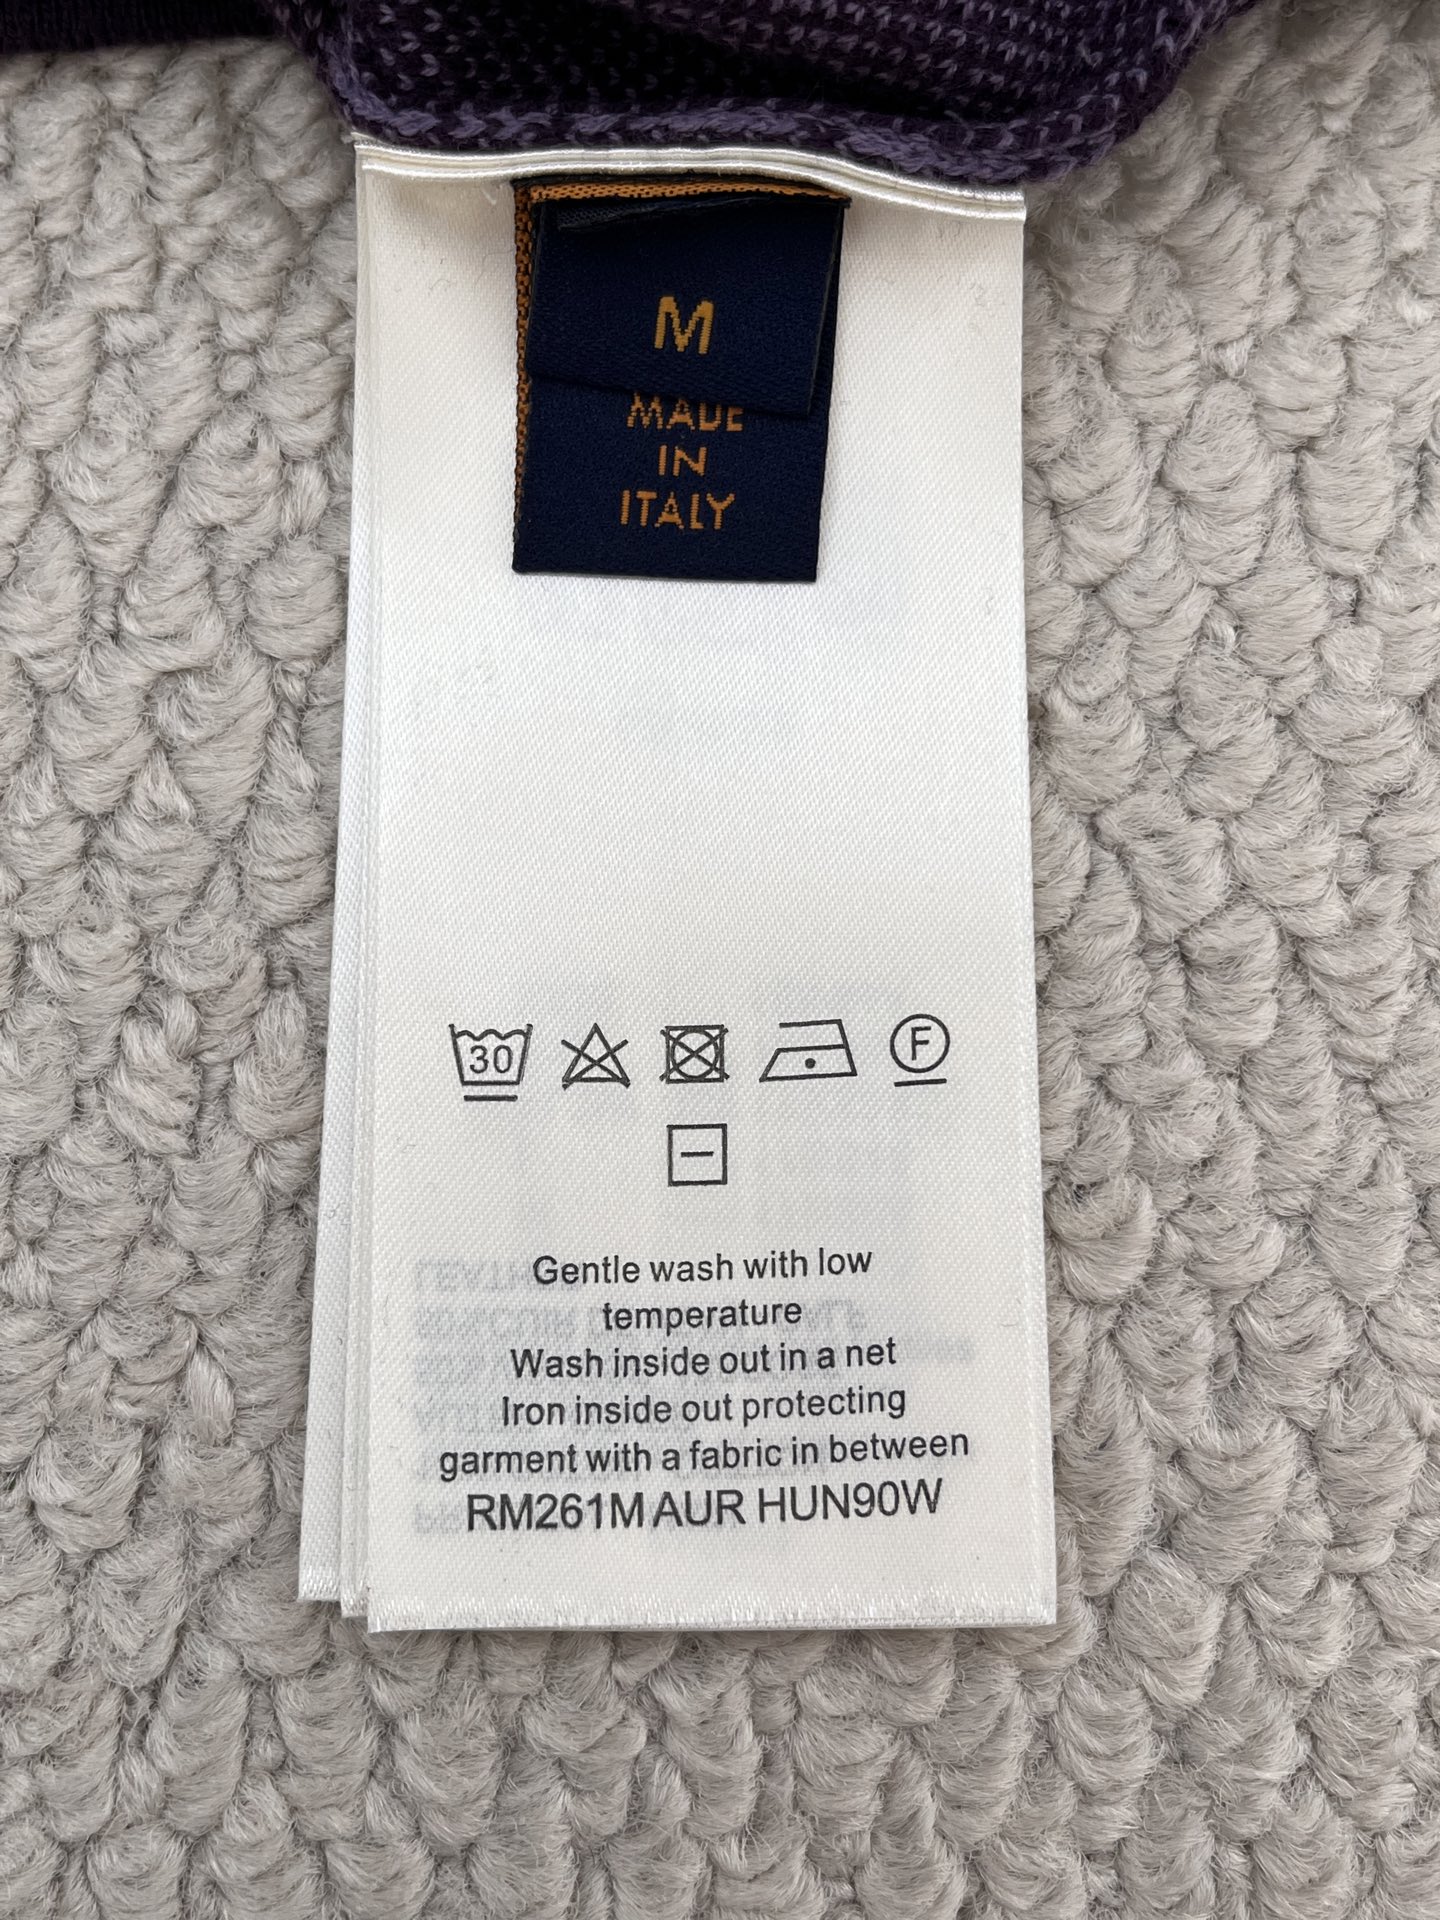 M
MADE
IN
ITALY
30
F
Gentle wash with low
temperature
Wash inside out in a net
Iron inside out protecting
garment with a fabric in between
RM261M AUR HUN90W